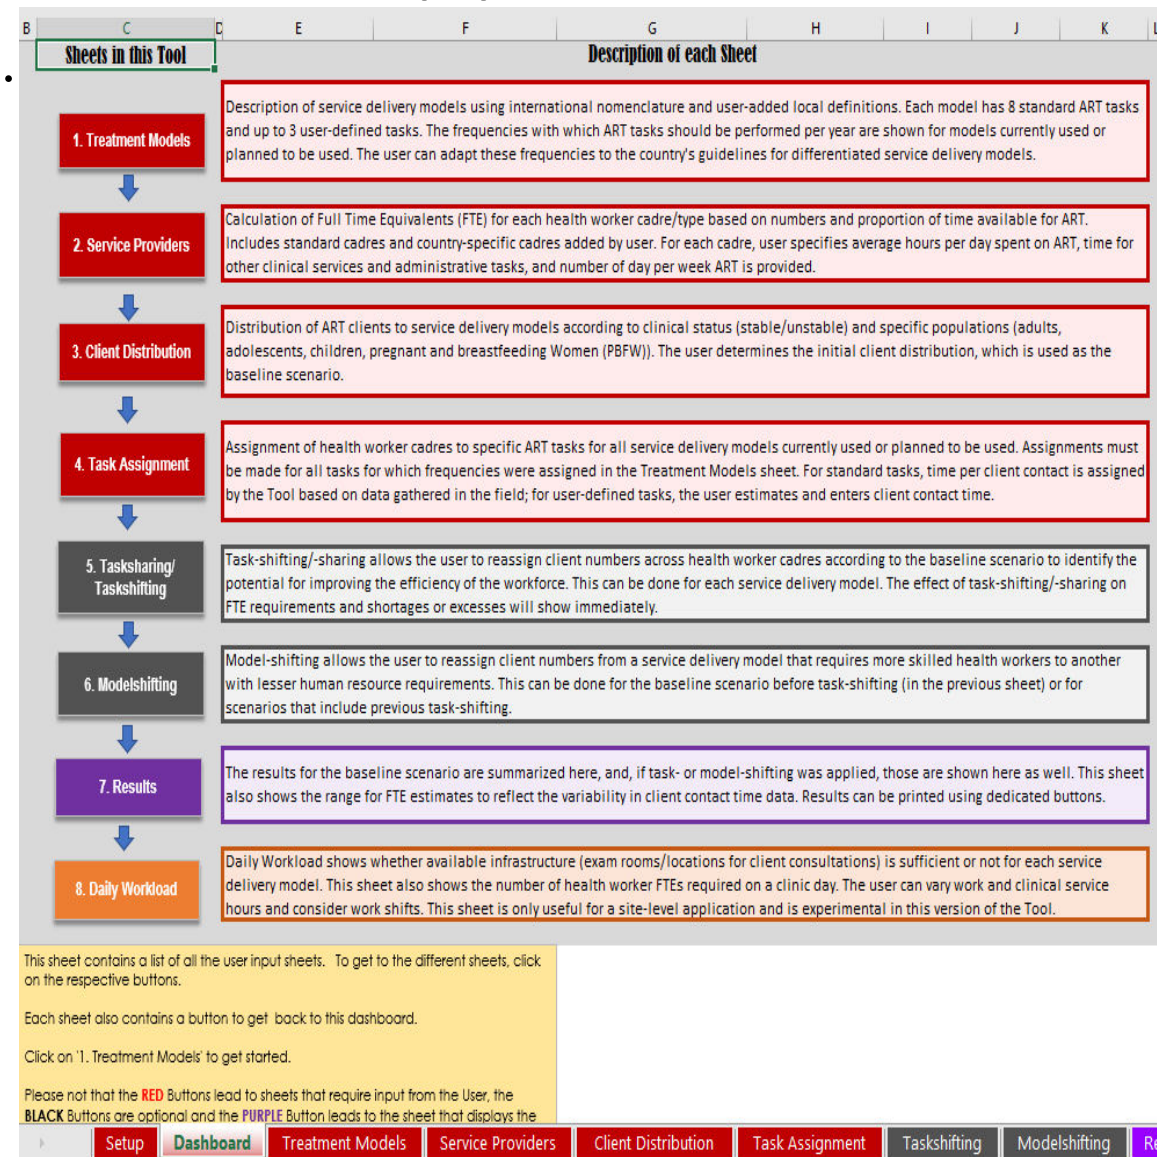 B C D E F G H I J K L
Sheets in this Tool
Description of each Sheet
•
1. Treatment Models
Description of service delivery models using international nomenclature and user-added local definitions. Each model has 8 standard ART tasks
and up to 3 user-defined tasks. The frequencies with which ART tasks should be performed per year are shown for models currently used or
planned to be used. The user can adapt these frequencies to the country's guidelines for differentiated service delivery models.
2. Service Providers
Calculation of Full Time Equivalents (FTE) for each health worker cadre/type based on numbers and proportion of time available for ART.
Includes standard cadres and country-specific cadres added by user. For each cadre, user specifies average hours per day spent on ART, time for
other clinical services and administrative tasks, and number of day per week ART is provided.
3. Client Distribution
Distribution of ART clients to service delivery models according to clinical status (stable/unstable) and specific populations (adults,
adolescents, children, pregnant and breastfeeding Women (PBFW)). The user determines the initial client distribution, which is used as the
baseline scenario.
4. Task Assignment
Assignment of health worker cadres to specific ART tasks for all service delivery models currently used or planned to be used. Assignments must
be made for all tasks for which frequencies were assigned in the Treatment Models sheet. For standard tasks, time per client contact is assigned
by the Tool based on data gathered in the field; for user-defined tasks, the user estimates and enters client contact time.
5. Tasksharing/
Taskshifting
Task-shifting/-sharing allows the user to reassign client numbers across health worker cadres according to the baseline scenario to identify the
potential for improving the efficiency of the workforce. This can be done for each service delivery model. The effect of task-shifting/-sharing on
FTE requirements and shortages or excesses will show immediately.
6. Modelshifting
Model-shifting allows the user to reassign client numbers from a service delivery model that requires more skilled health workers to another
with lesser human resource requirements. This can be done for the baseline scenario before task-shifting (in the previous sheet) or for
scenarios that include previous task-shifting.
7. Results
The results for the baseline scenario are summarized here, and, if task- or model-shifting was applied, those are shown here as well. This sheet
also shows the range for FTE estimates to reflect the variability in client contact time data. Results can be printed using dedicated buttons.
8. Daily Workload
Daily Workload shows whether available infrastructure (exam rooms/locations for client consultations) is sufficient or not for each service
delivery model. This sheet also shows the number of health worker FTEs required on a clinic day. The user can vary work and clinical service
hours and consider work shifts. This sheet is only useful for a site-level application and is experimental in this version of the Tool.
This sheet contains a list of all the user input sheets. To get to the different sheets, click
on the respective buttons.
Each sheet also contains a button to get back to this dashboard.
Click on '1. Treatment Models' to get started.
Please not that the RED Buttons lead to sheets that require input from the User, the
BLACK Buttons are optional and the PURPLE Button leads to the sheet that displays the
Setup Dashboard Treatment Models Service Providers Client Distribution Task Assignment Taskshifting Modelshifting Re